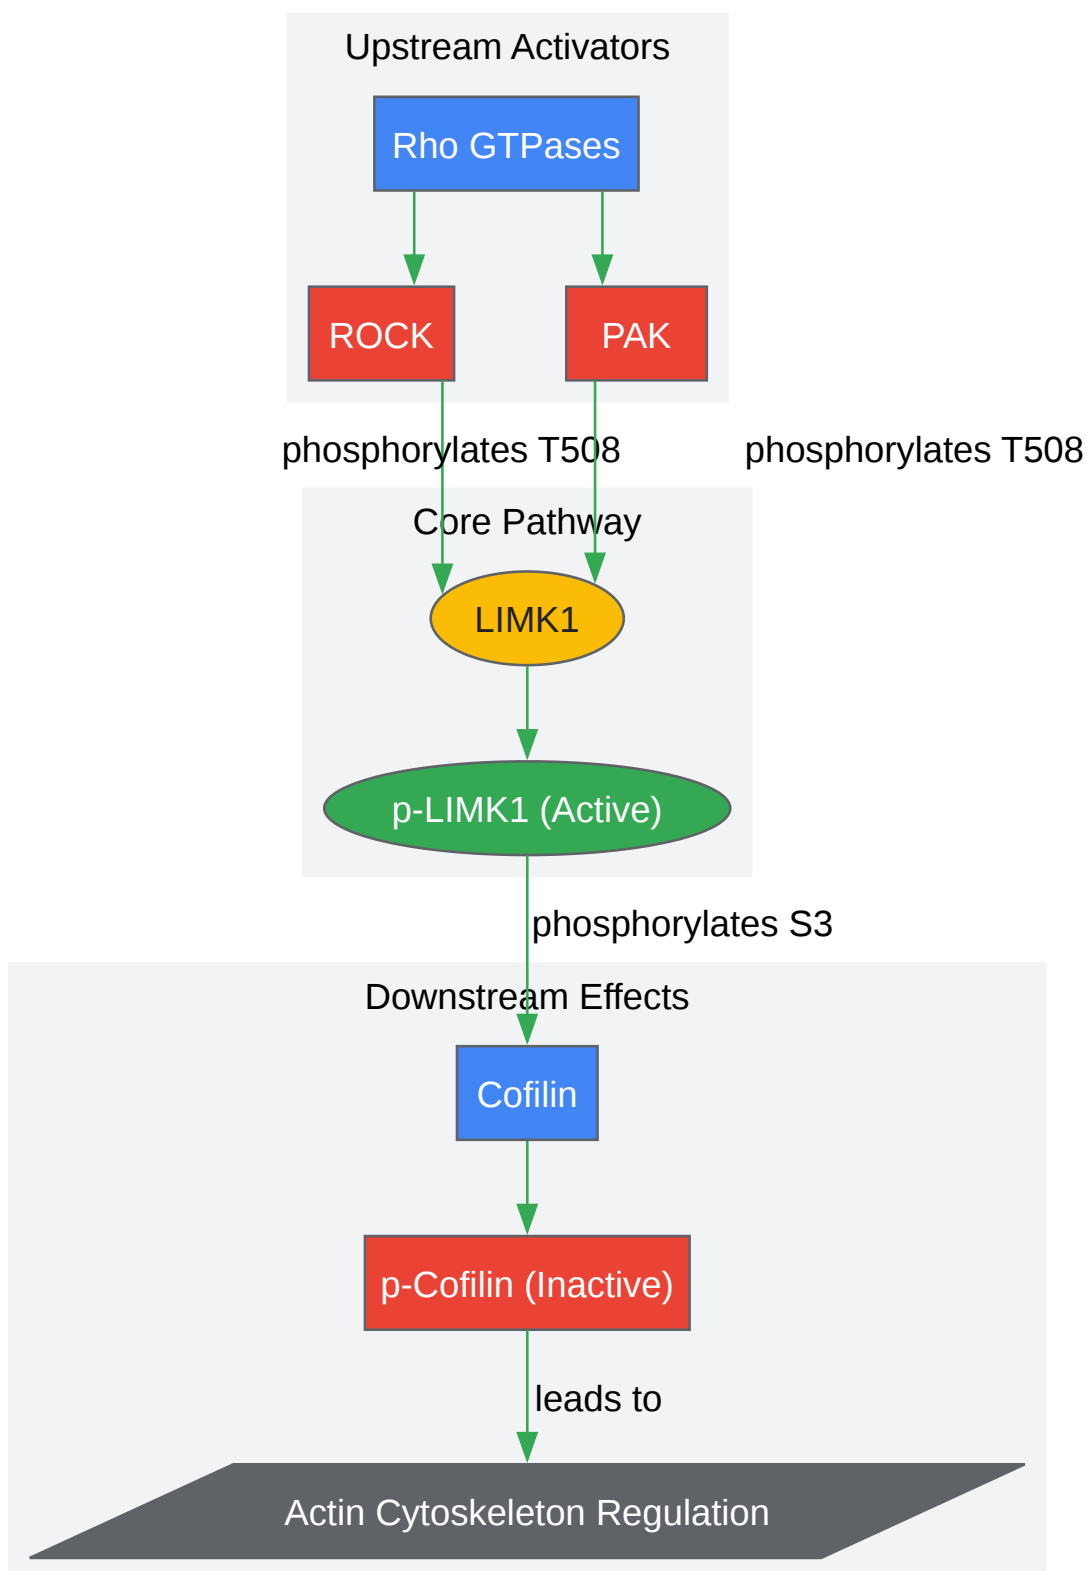 Upstream Activators
Rho GTPases
ROCK
PAK
phosphorylates T508
phosphorylates T508
Core Pathway
LIMK1
p-LIMK1 (Active)
phosphorylates S3
Downstream Effects
Cofilin
p-Cofilin (Inactive)
leads to
Actin Cytoskeleton Regulation